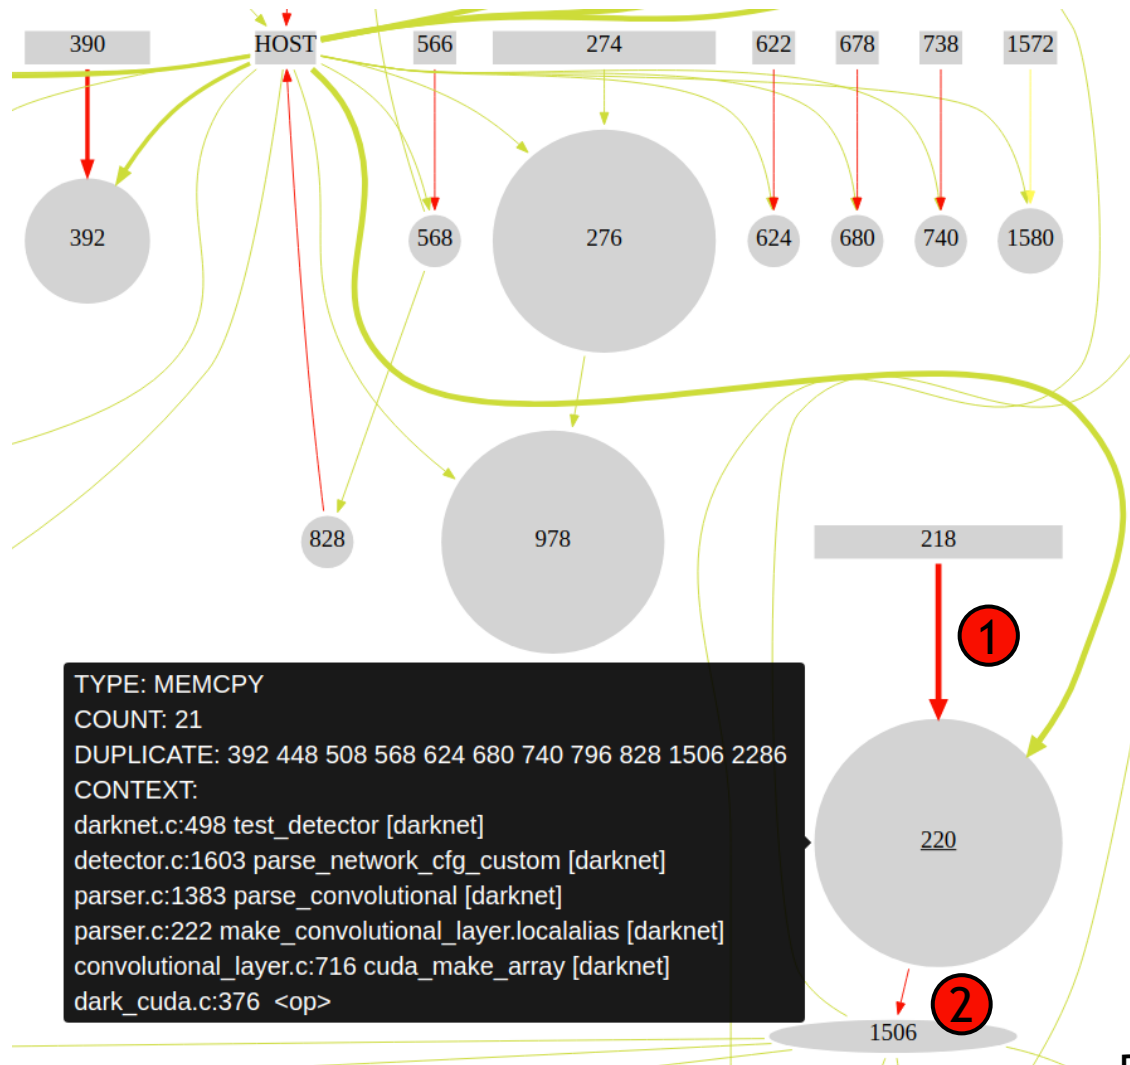 390 HOST 566 274 622 678 738 1572
392 568 276 624 680 740 1580
828 978 218
1
TYPE: MEMCPY
COUNT: 21
DUPLICATE: 392 448 508 568 624 680 740 796 828 1506 2286
CONTEXT:
darknet.c:498 test_detector [darknet]
detector.c:1603 parse_network_cfg_custom [darknet]
parser.c:1383 parse_convolutional [darknet]
parser.c:222 make_convolutional_layer.localalias [darknet]
convolutional_layer.c:716 cuda_make_array [darknet]
dark_cuda.c:376 <op>
220
2
1506